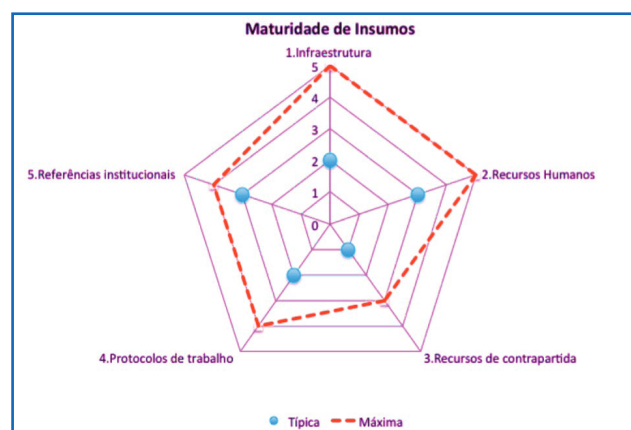 Maturidade de Insumos
1.Infraestrutura
5
4
3
2
1
0
5.Referências institucionais
2.Recursos Humanos
4.Protocolos de trabalho
3.Recursos de contrapartida
Típica
Máxima